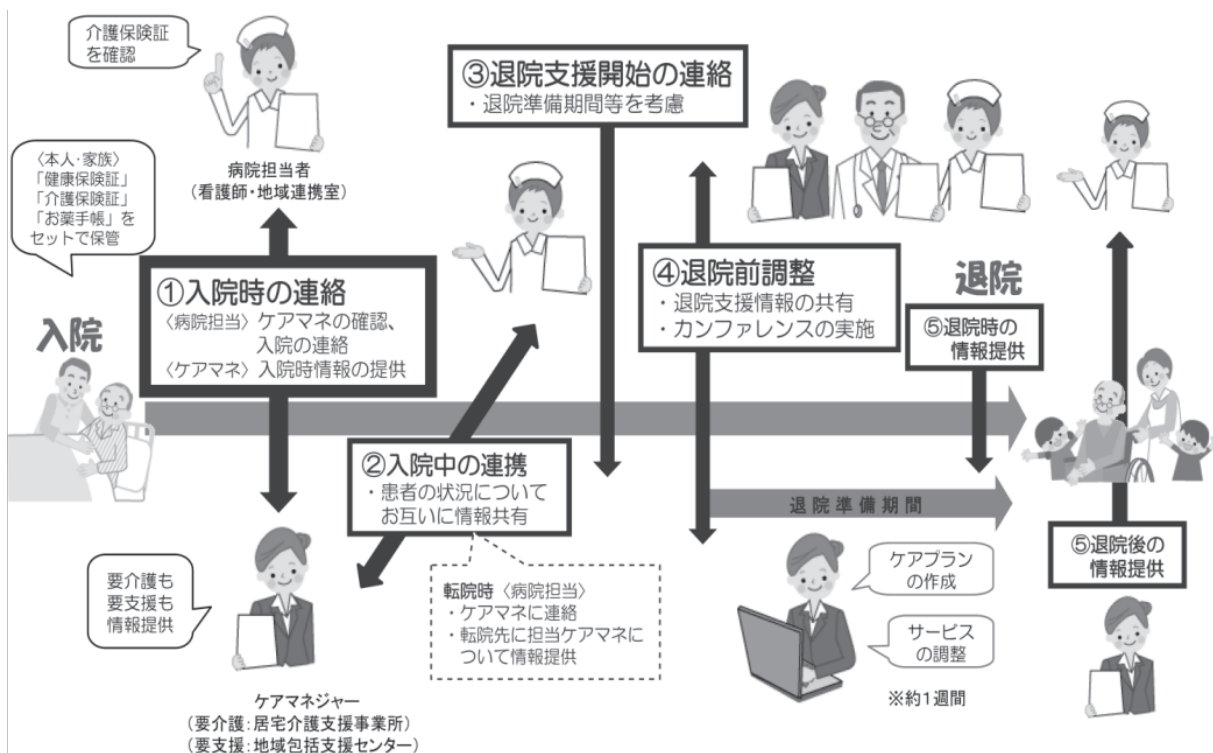 介護保険証
を確認
〈本人・家族〉
「健康保険証」
「介護保険証」
「お薬手帳」を
セットで保管
病院担当者
(看護師・地域連携室)
入院
①入院時の連絡
〈病院担当〉ケアマネの確認、
入院の連絡
〈ケアマネ〉入院時情報の提供
要介護も
要支援も
情報提供
ケアマネジャー
(要介護:居宅介護支援事業所)
(要支援:地域包括支援センター)
②入院中の連携
・患者の状況について
お互いに情報共有
転院時〈病院担当〉
・ケアマネに連絡
・転院先に担当ケアマネに
ついて情報提供
③退院支援開始の連絡
・退院準備期間等を考慮
④退院前調整
・退院支援情報の共有
・カンファレンスの実施
退院準備期間
ケアプラン
の作成
サービス
の調整
※約1週間
退院
⑤退院時の
情報提供
⑤退院後の
情報提供